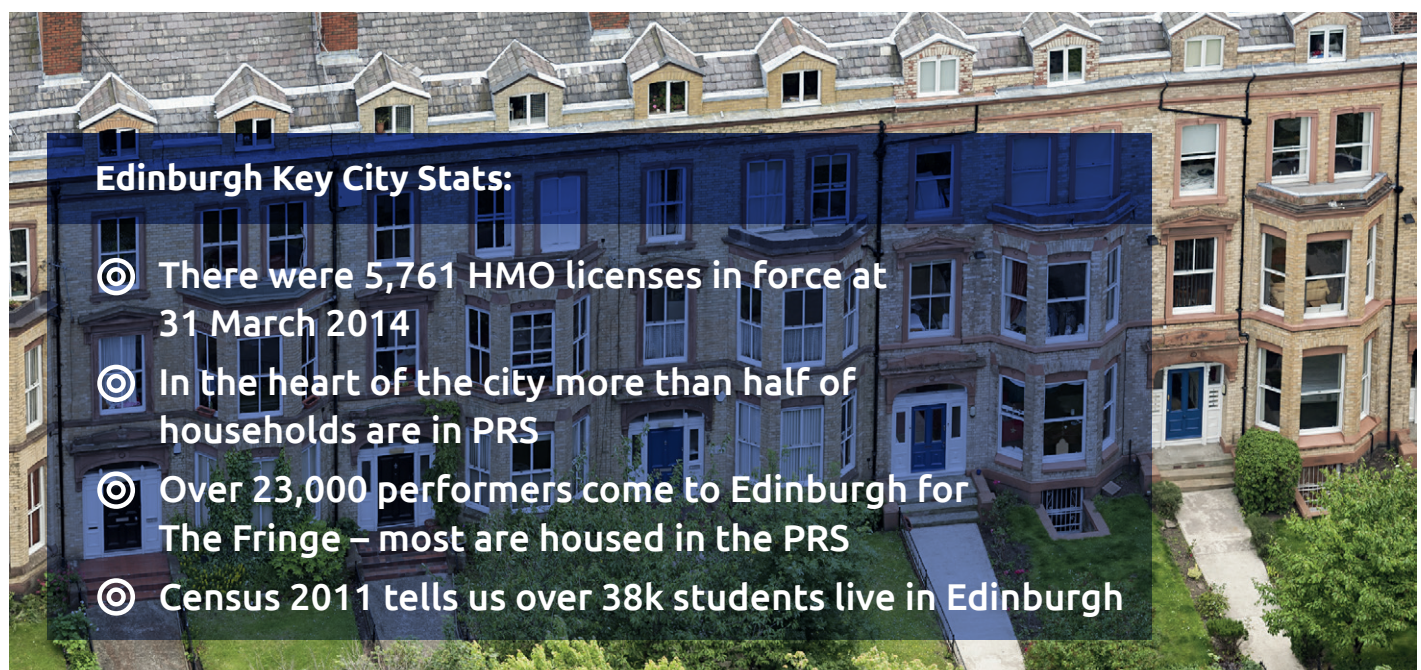 Edinburgh Key City Stats:
There were 5,761 HMO licenses in force at
31 March 2014
In the heart of the city more than half of
households are in PRS
Over 23,000 performers come to Edinburgh for
The Fringe – most are housed in the PRS
Census 2011 tells us over 38k students live in Edinburgh